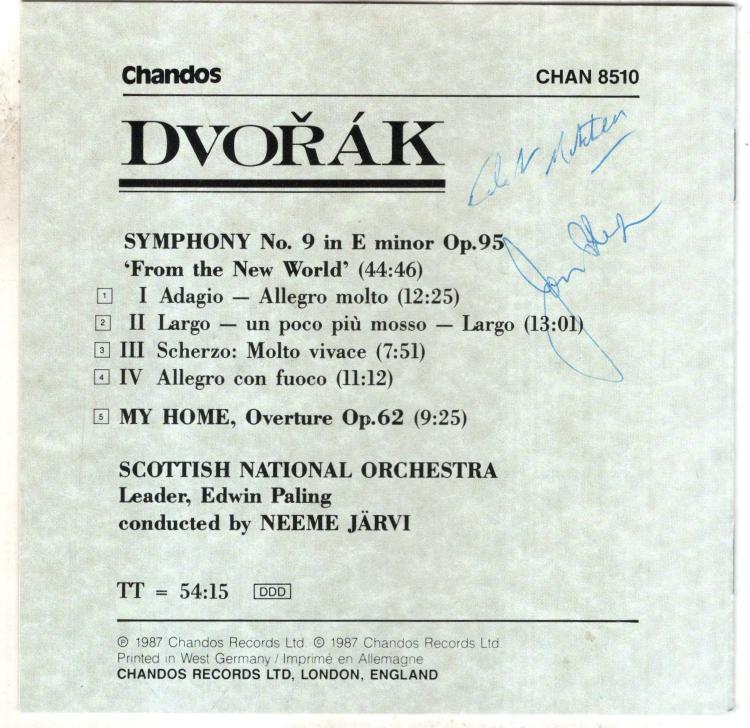 Chandos CHAN 8510
DVOŘÁK
SYMPHONY No. 9 in E minor Op.95
‘From the New World’ (44:46)
1 I Adagio — Allegro molto (12:25)
2 II Largo — un poco più mosso — Largo (13:01)
3 III Scherzo: Molto vivace (7:51)
4 IV Allegro con fuoco (11:12)
5 MY HOME, Overture Op.62 (9:25)
SCOTTISH NATIONAL ORCHESTRA
Leader, Edwin Paling
conducted by NEEME JÄRVI
TT = 54:15 DDD
℗ 1987 Chandos Records Ltd © 1987 Chandos Records Ltd
Printed in West Germany / Imprimé en Allemagne
CHANDOS RECORDS LTD, LONDON, ENGLAND